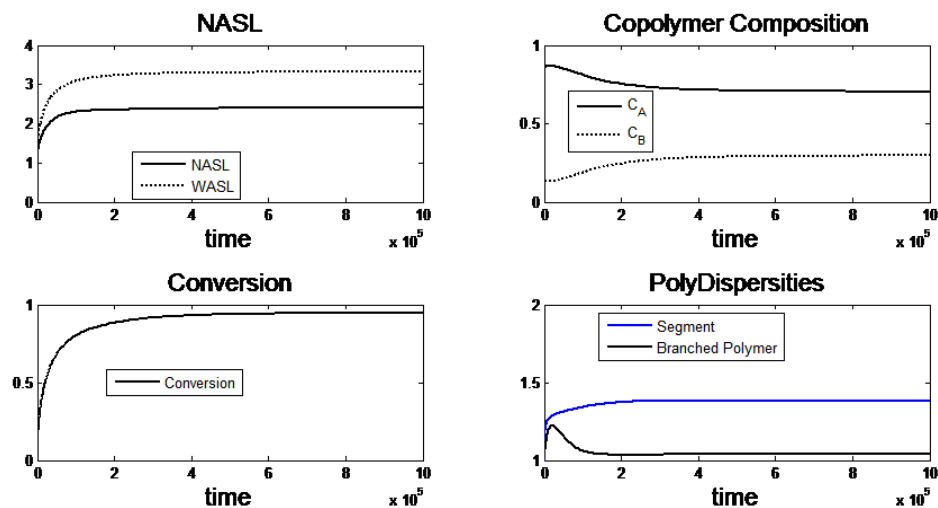 NASL
4
3
2
1
0
NASL
WASL
0 2 4 6 8 10
time
x 10^5
Copolymer Composition
1
0.5
0
C_A
C_B
0 2 4 6 8 10
time
x 10^5
Conversion
1
0.5
0
Conversion
0 2 4 6 8 10
time
x 10^5
PolyDispersities
2
1.5
1
Segment
Branched Polymer
0 2 4 6 8 10
time
x 10^5